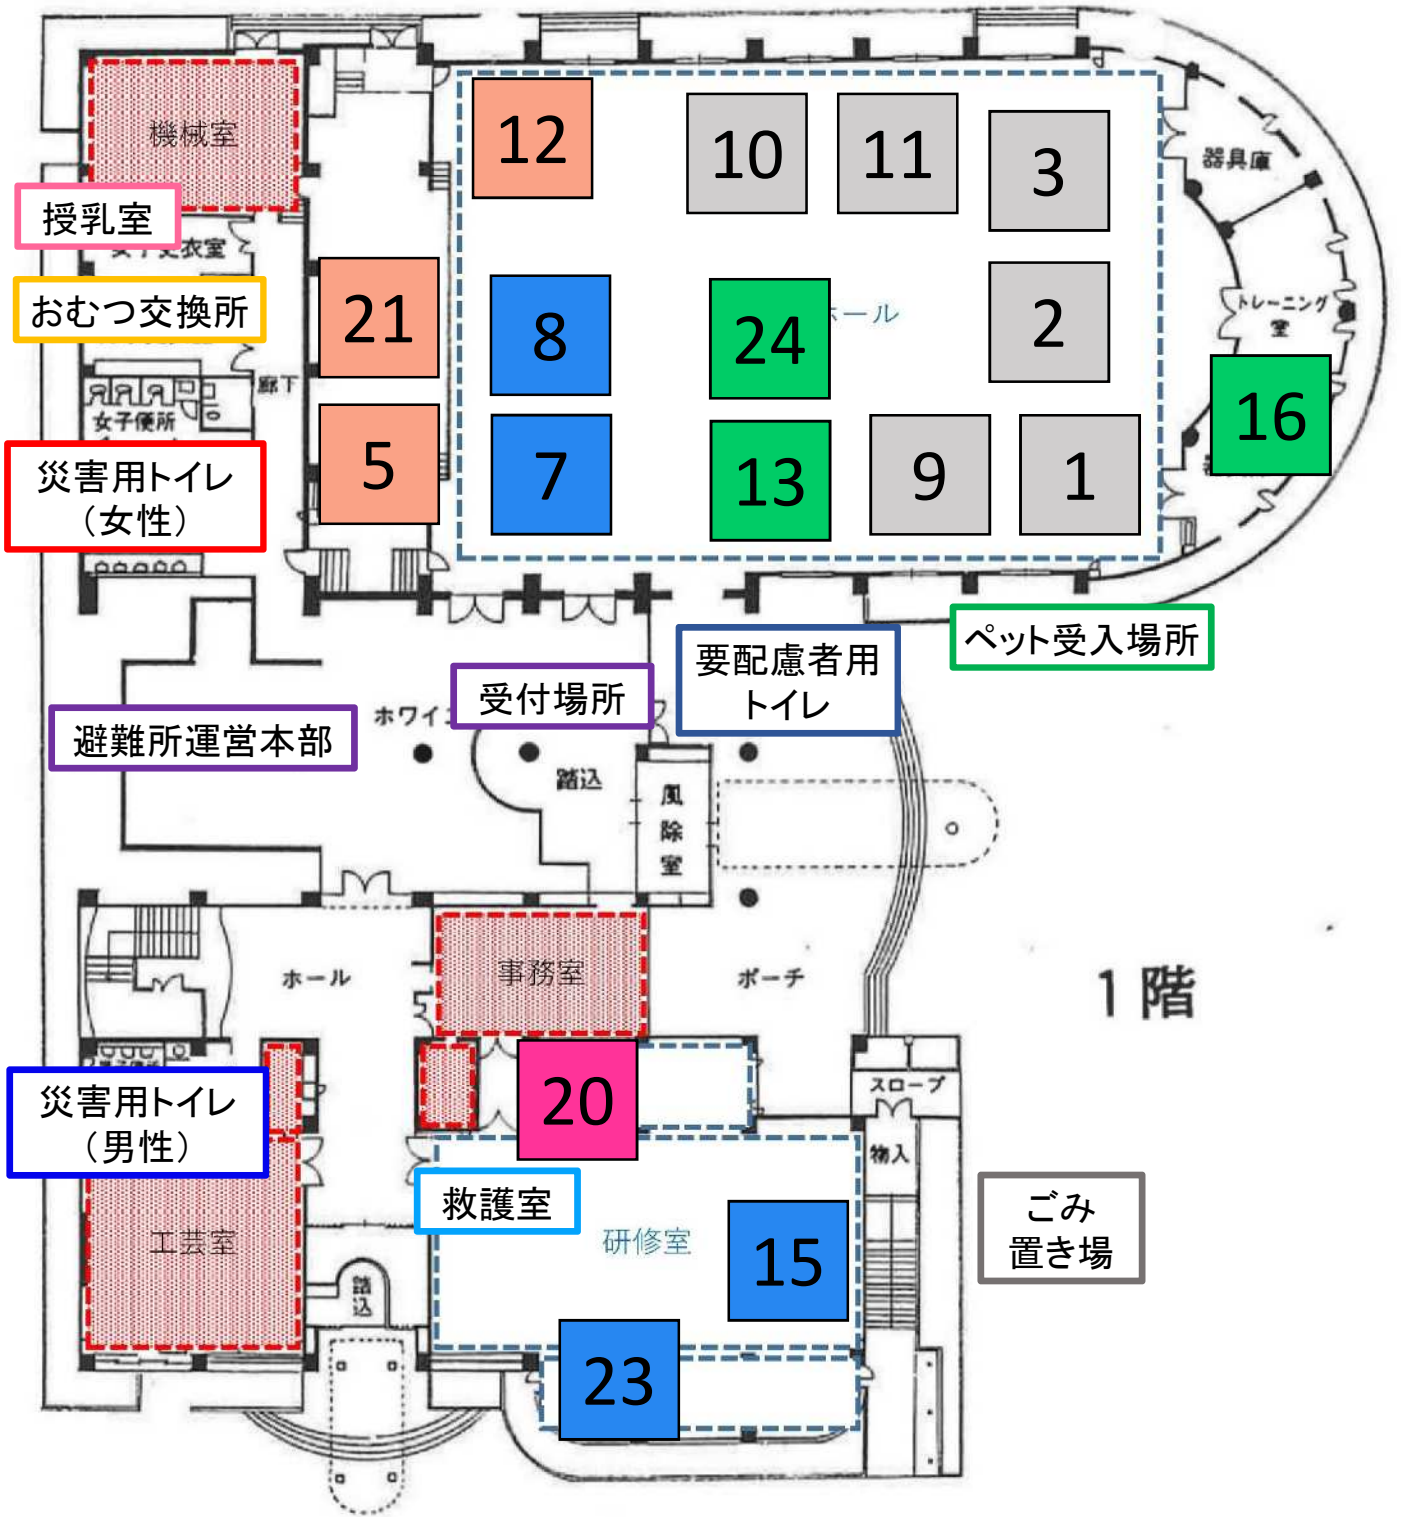 機械室
授乳室
女子更衣室
おむつ交換所
廊下
女子便所
災害用トイレ
（女性）
12
10
11
3
器具庫
21
8
24
ホール
2
トレーニング
室
5
7
13
9
1
16
ペット受入場所
要配慮者用
トイレ
受付場所
避難所運営本部
ホワイ
踏込
風
除
室
ホール
事務室
ポーチ
1階
スロープ
物入
災害用トイレ
（男性）
20
救護室
工芸室
研修室
15
ごみ
置き場
踏
込
23